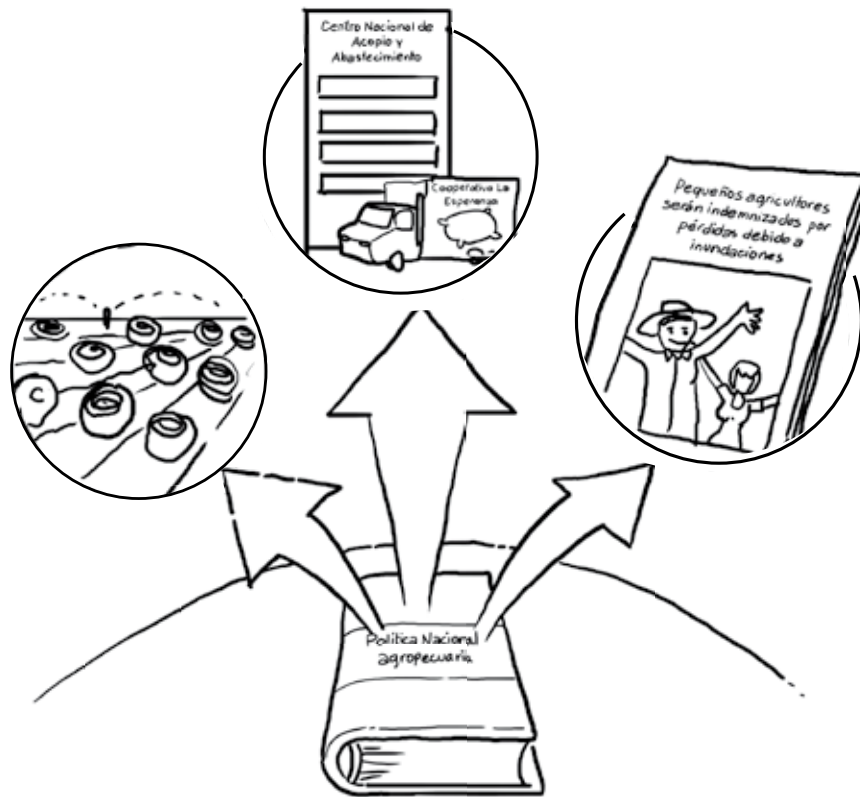 Centro Nacional de
Acopio y
Abastecimiento
Cooperativa La
Esperanza
Pequeños agricultores
serán indemnizados por
pérdidas debido a
inundaciones
Política Nacional
agropecuaria